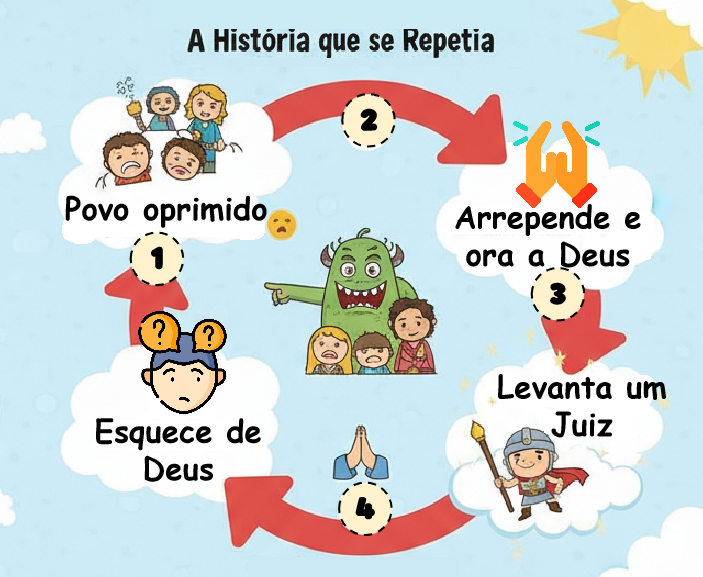 A História que se Repetia
2
Povo oprimido
Arrepende e
ora a Deus
1
3
? ?
Levanta um
Juiz
Esquece de
Deus
4